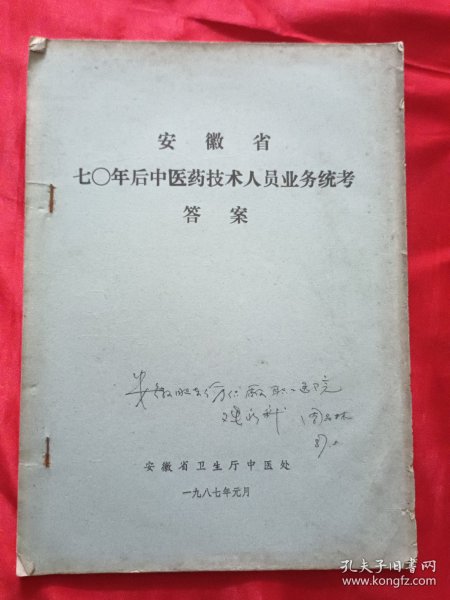 安徽省
七〇年后中医药技术人员业务统考
答案
安徽省卫生厅中医处
一九八七年元月
孔夫子旧书网
www.kongfz.com